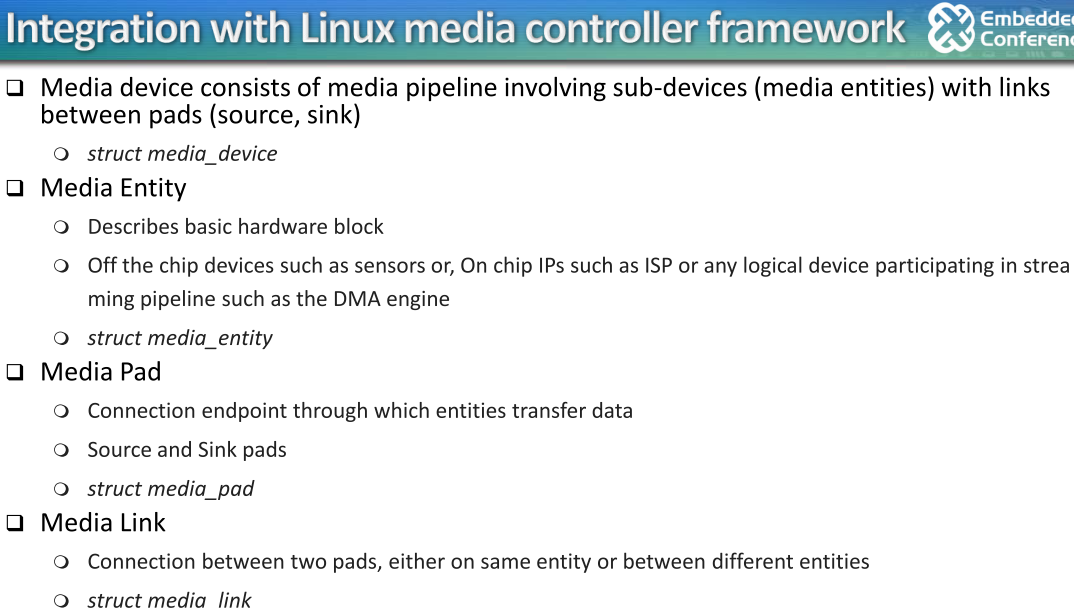 Integration with Linux media controller framework
Embedded
Conferenc
❑ Media device consists of media pipeline involving sub-devices (media entities) with links
between pads (source, sink)
❍ struct media_device
❑ Media Entity
❍ Describes basic hardware block
❍ Off the chip devices such as sensors or, On chip IPs such as ISP or any logical device participating in strea
ming pipeline such as the DMA engine
❍ struct media_entity
❑ Media Pad
❍ Connection endpoint through which entities transfer data
❍ Source and Sink pads
❍ struct media_pad
❑ Media Link
❍ Connection between two pads, either on same entity or between different entities
❍ struct media_link